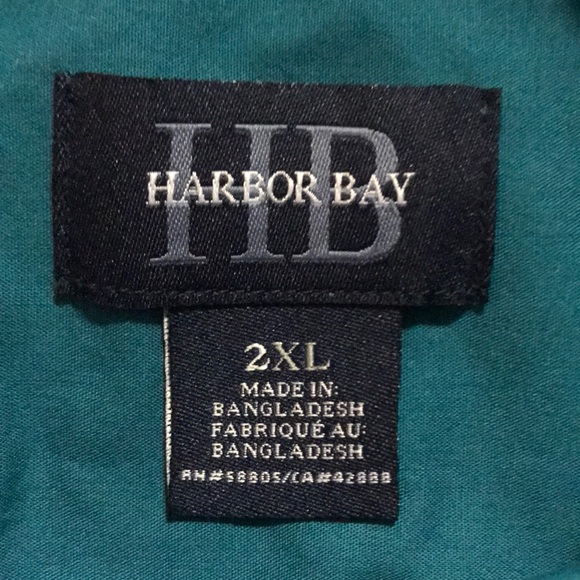 HB
HARBOR BAY
2XL
MADE IN:
BANGLADESH
FABRIQUÉ AU:
BANGLADESH
RN#58805/CA#42888